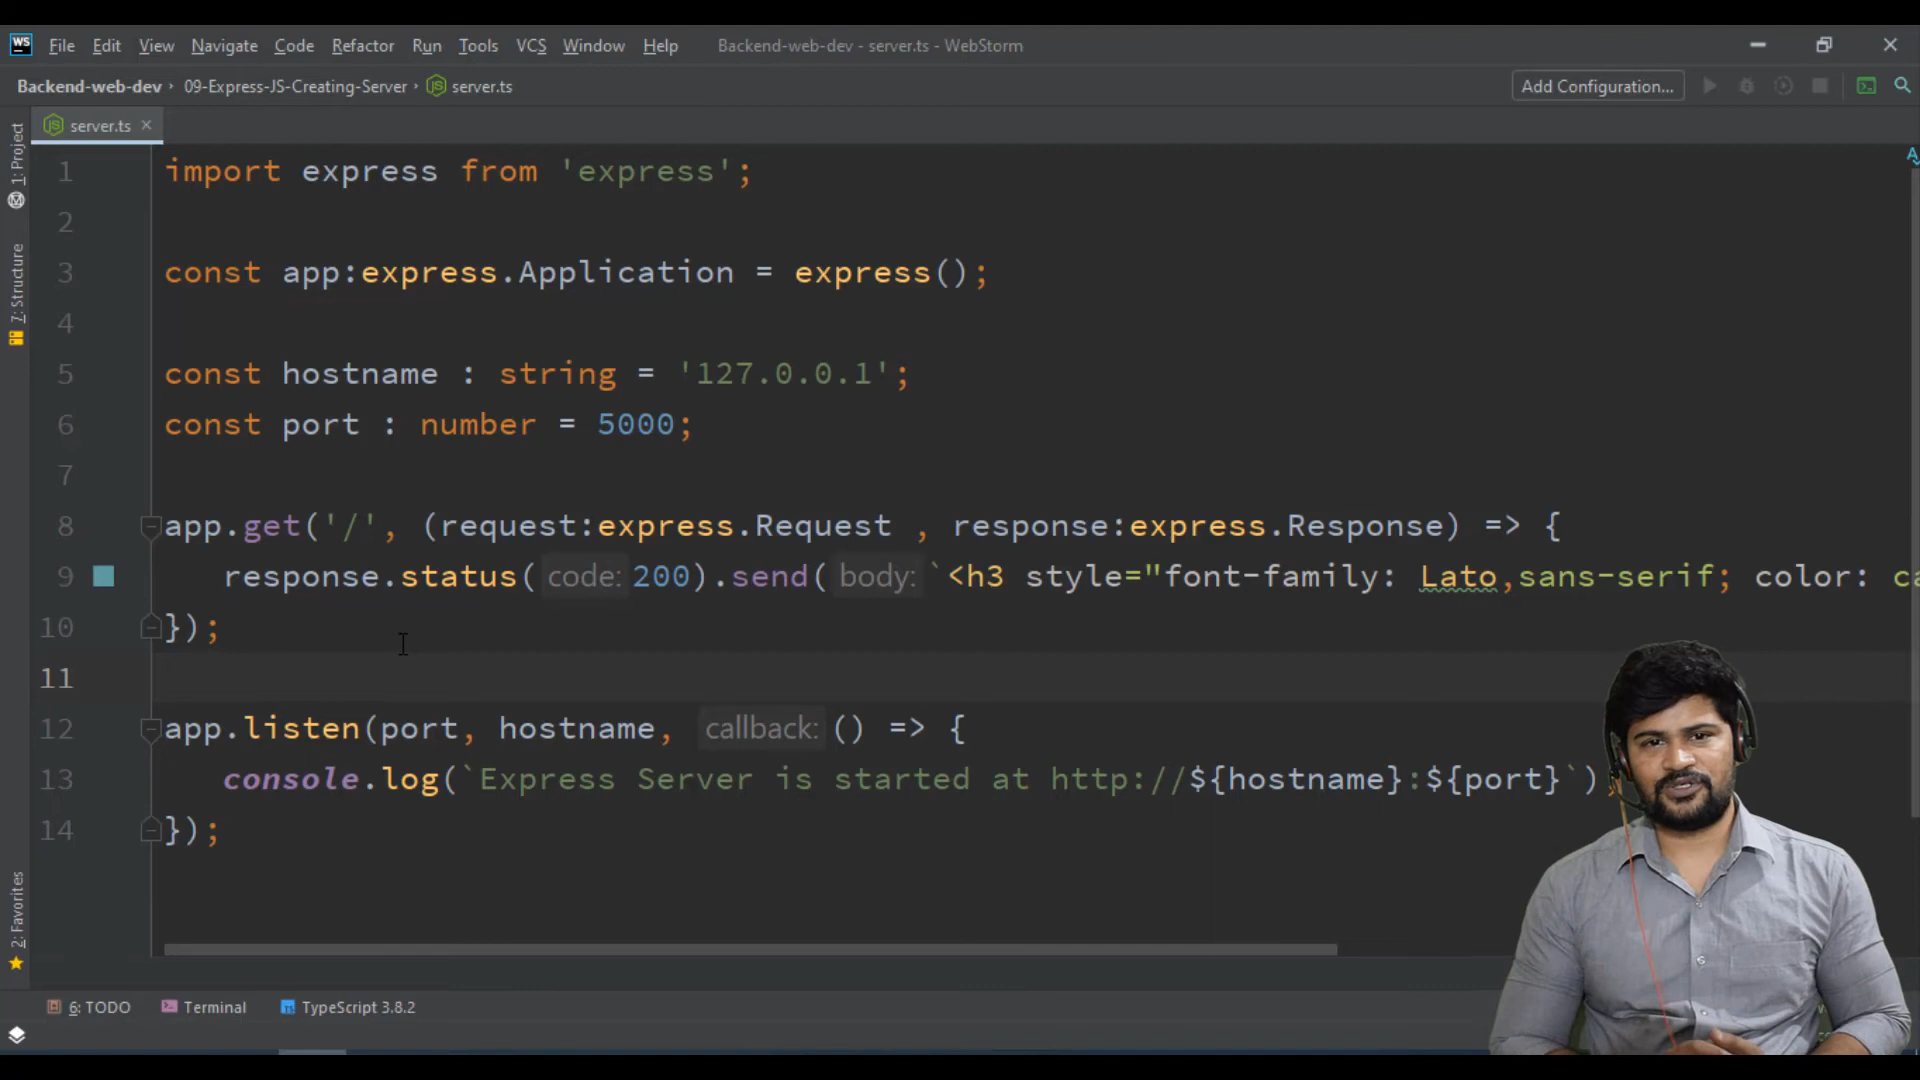 WS File Edit View Navigate Code Refactor Run Tools VCS Window Help Backend-web-dev - server.ts - WebStorm
Backend-web-dev › 09-Express-JS-Creating-Server › server.ts Add Configuration...
server.ts
1: Project
7: Structure
2: Favorites
1 import express from 'express';
2
3 const app:express.Application = express();
4
5 const hostname : string = '127.0.0.1';
6 const port : number = 5000;
7
8 app.get('/', (request:express.Request , response:express.Response) => {
9 response.status( code: 200).send( body: `<h3 style="font-family: Lato,sans-serif; color: ca
10 });
11
12 app.listen(port, hostname, callback: () => {
13 console.log(`Express Server is started at http://${hostname}:${port}`);
14 });
6: TODO Terminal TypeScript 3.8.2